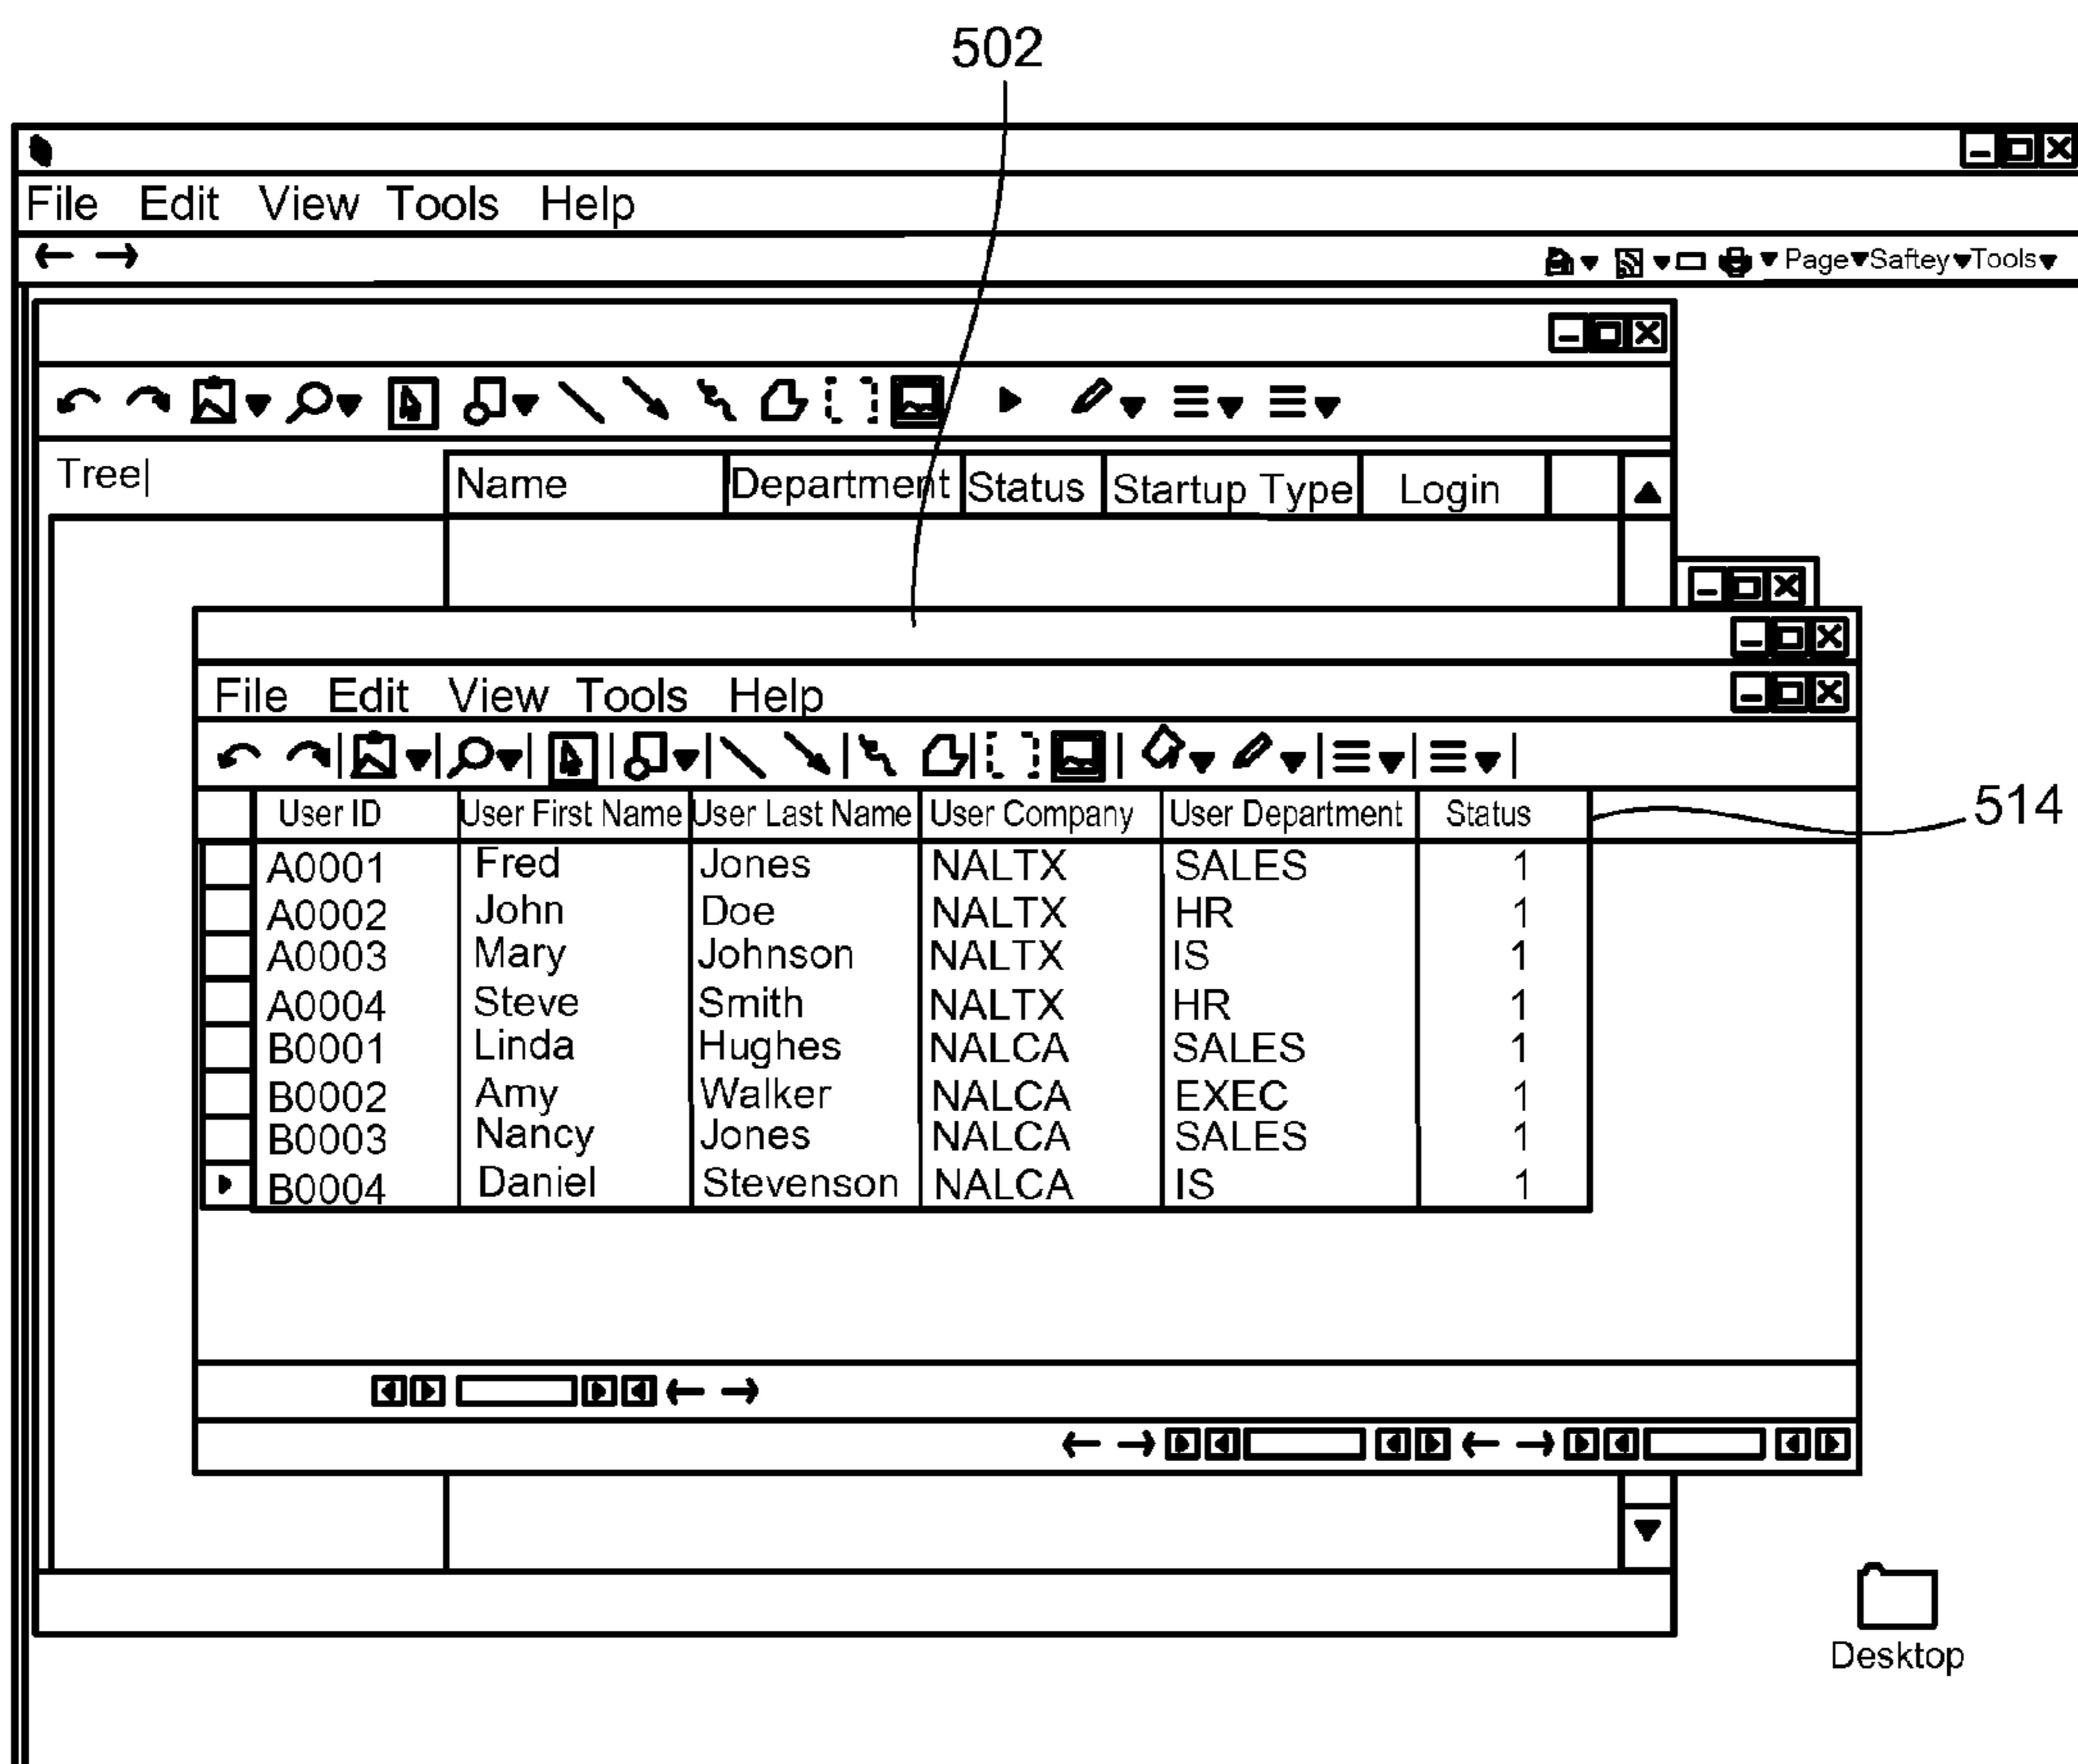 502
File Edit View Tools Help
Page Saftey Tools
Tree
Name Department Status Startup Type Login
File Edit View Tools Help
User ID User First Name User Last Name User Company User Department Status
514
A0001 Fred Jones NALTX SALES 1
A0002 John Doe NALTX HR 1
A0003 Mary Johnson NALTX IS 1
A0004 Steve Smith NALTX HR 1
B0001 Linda Hughes NALCA SALES 1
B0002 Amy Walker NALCA EXEC 1
B0003 Nancy Jones NALCA SALES 1
B0004 Daniel Stevenson NALCA IS 1
Desktop